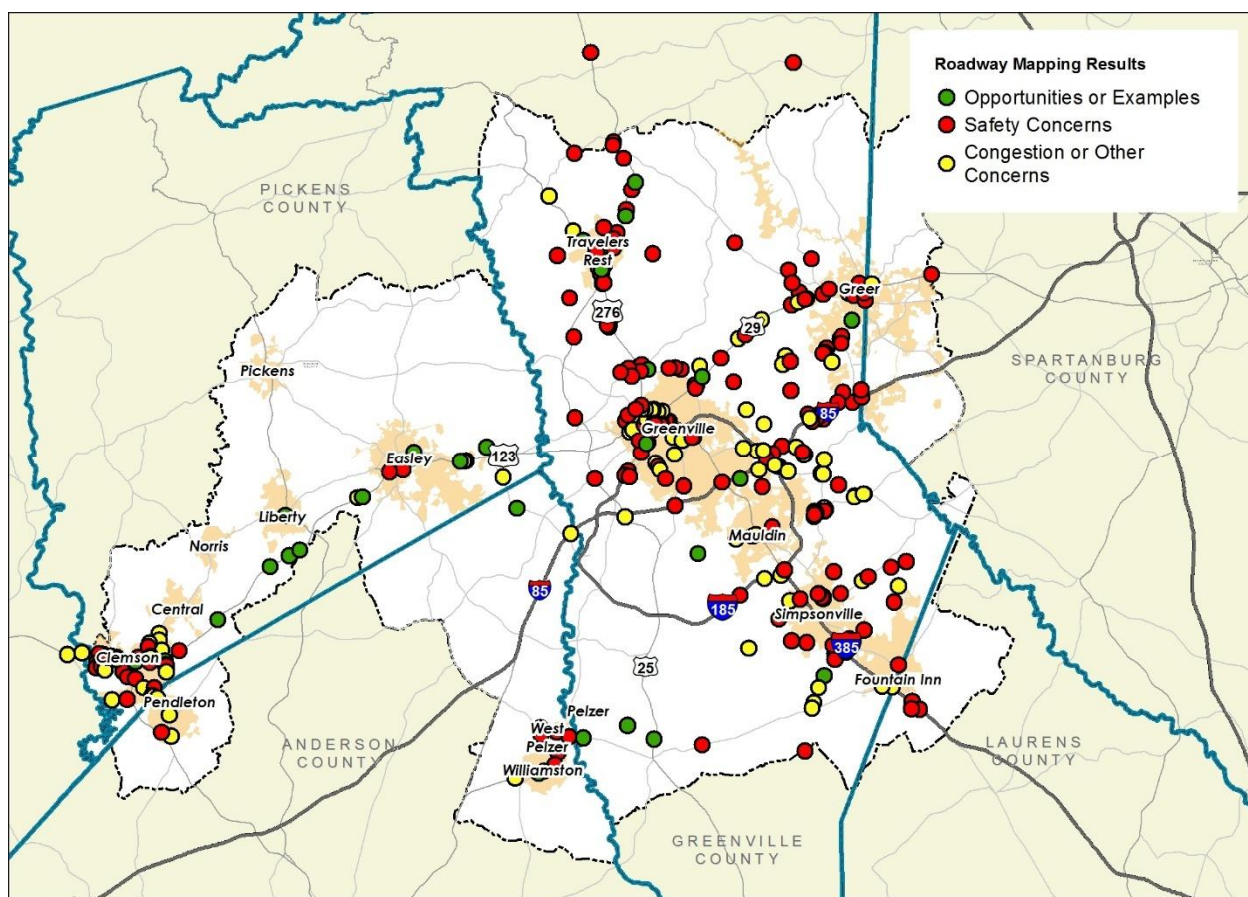 Roadway Mapping Results
Opportunities or Examples
Safety Concerns
Congestion or Other
Concerns
PICKENS
COUNTY
Travelers
Rest
Greer
276
29
SPARTANBURG
COUNTY
Pickens
85
Greenville
Easley
123
Liberty
Norris
Mauldin
85
185
Central
Simpsonville
385
Clemson
25
Fountain Inn
Pendleton
Pelzer
West
Pelzer
Williamston
ANDERSON
COUNTY
LAURENS
COUNTY
GREENVILLE
COUNTY